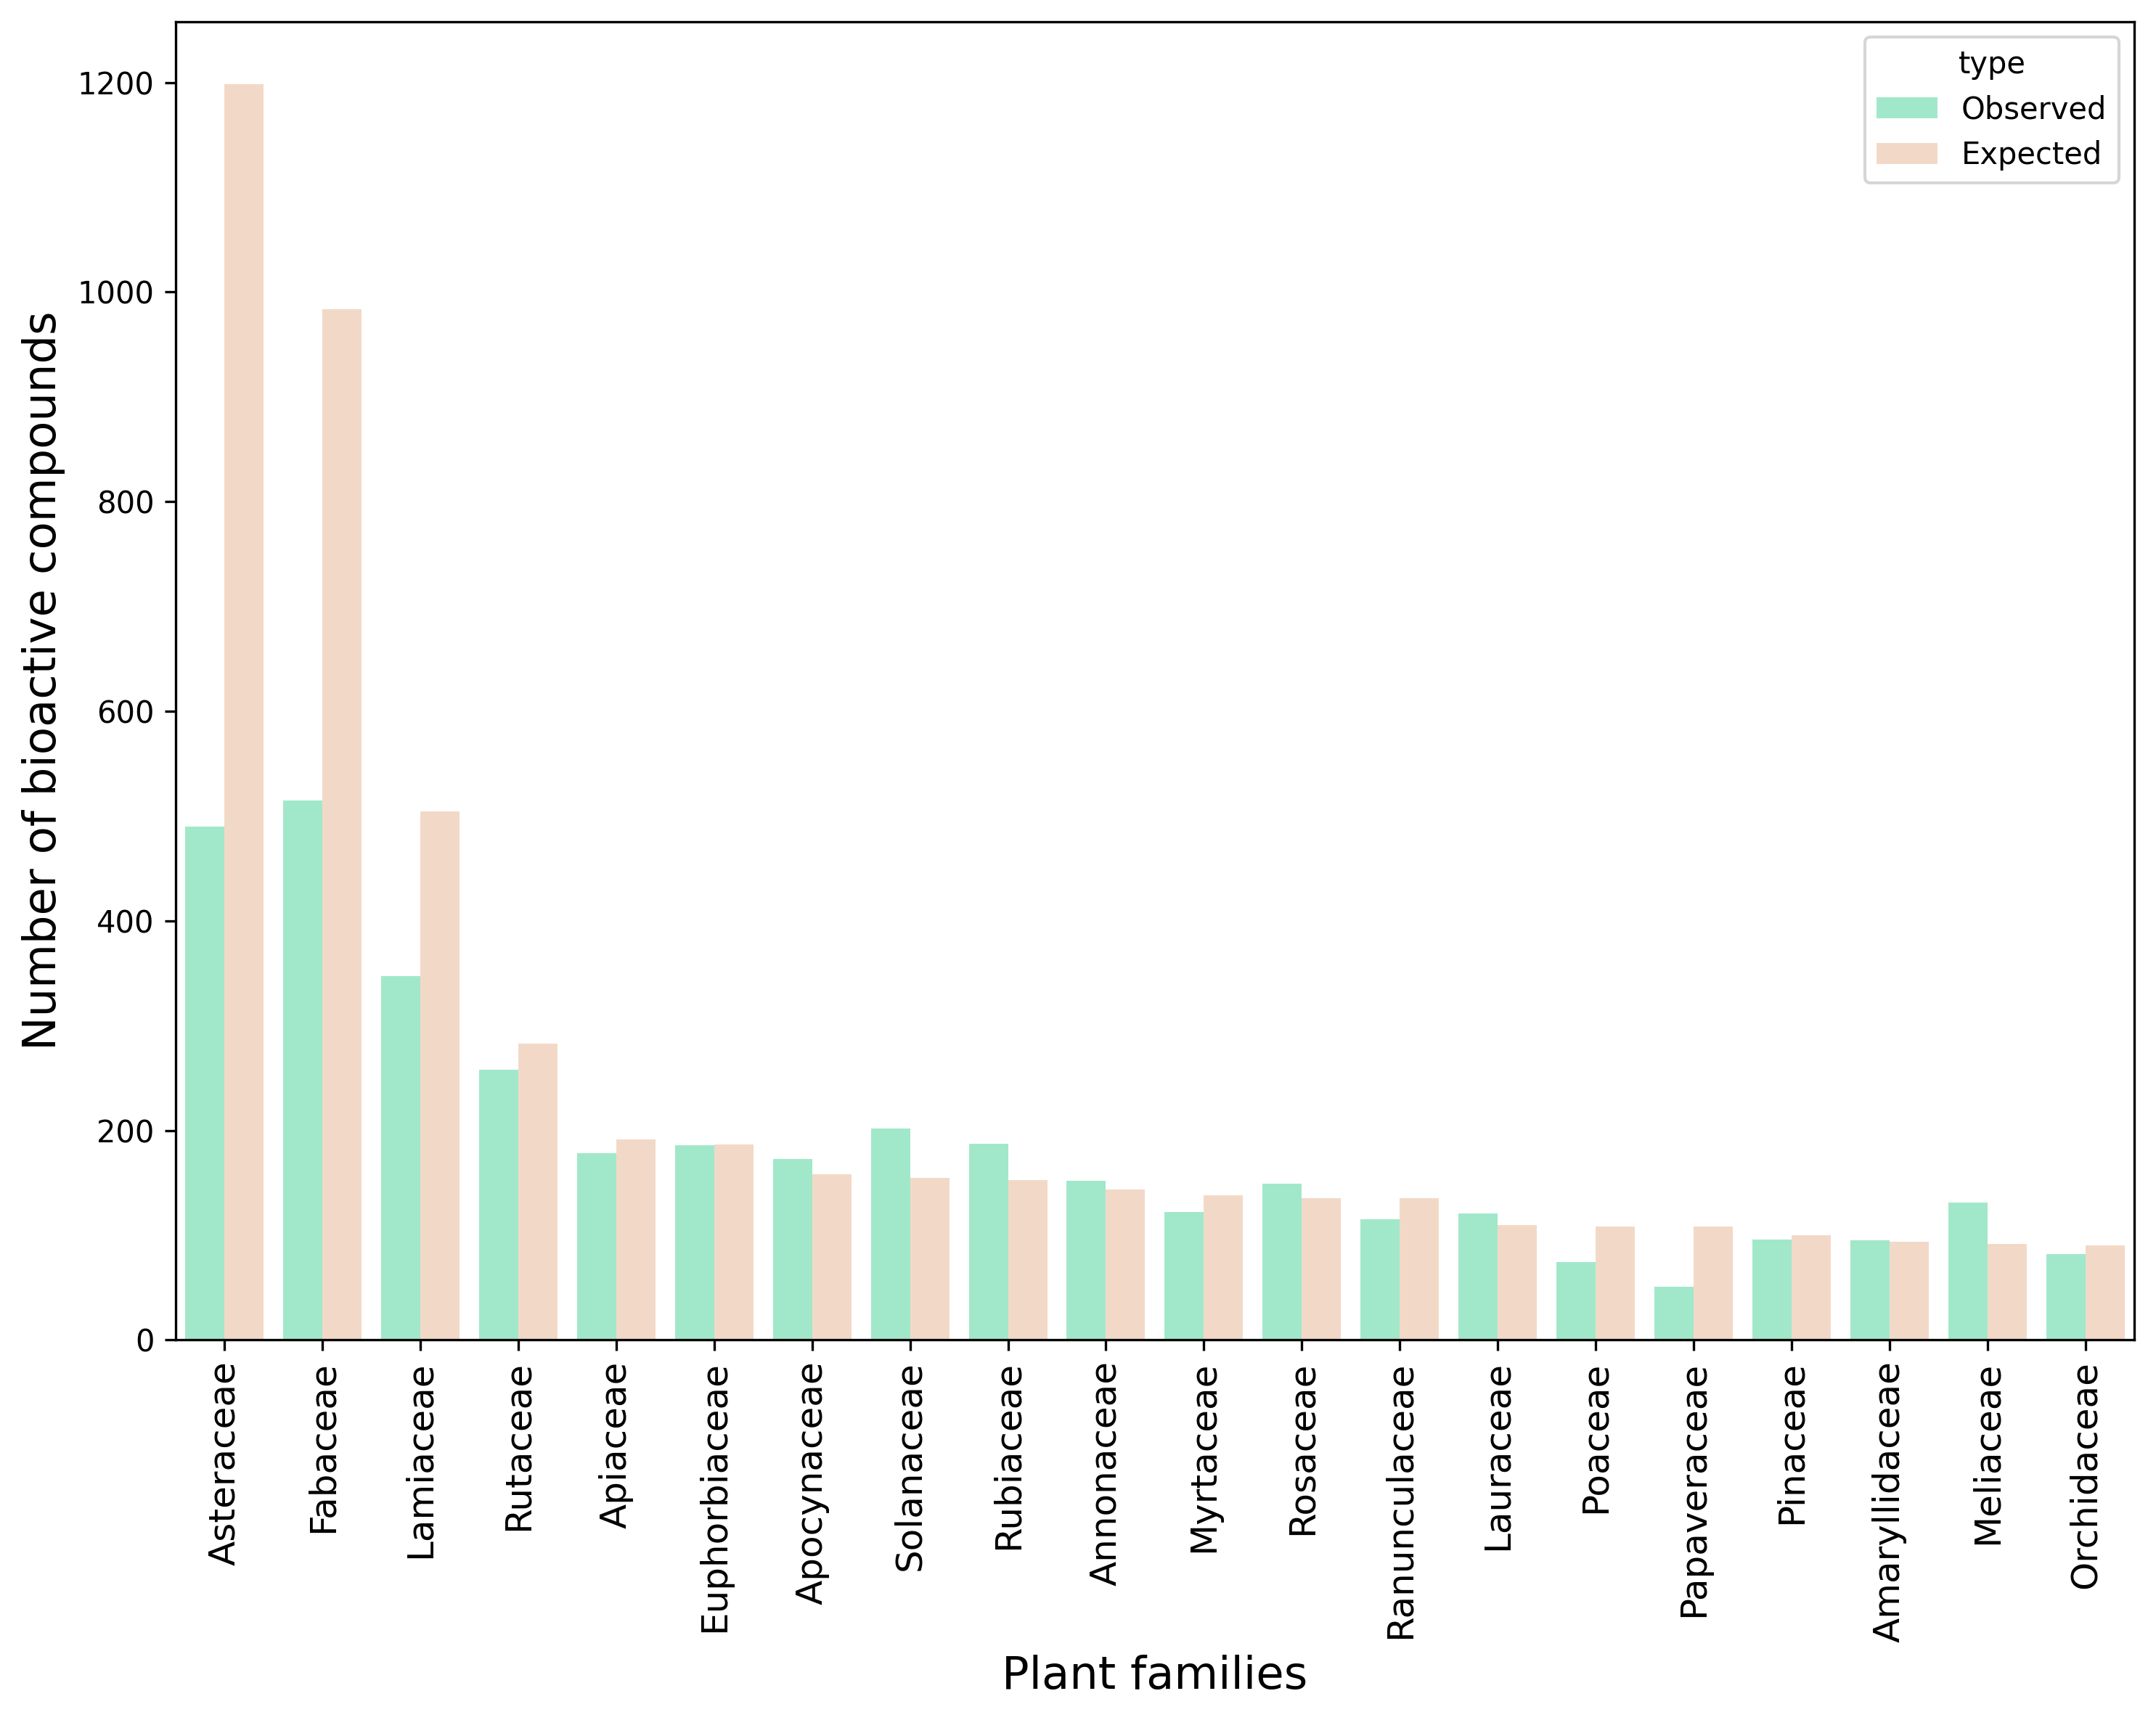 type
Observed
Expected
Number of bioactive compounds
1200
1000
800
600
400
200
0
Asteraceae
Fabaceae
Lamiaceae
Rutaceae
Apiaceae
Euphorbiaceae
Apocynaceae
Solanaceae
Rubiaceae
Annonaceae
Myrtaceae
Rosaceae
Ranunculaceae
Lauraceae
Poaceae
Papaveraceae
Pinaceae
Amaryllidaceae
Meliaceae
Orchidaceae
Plant families